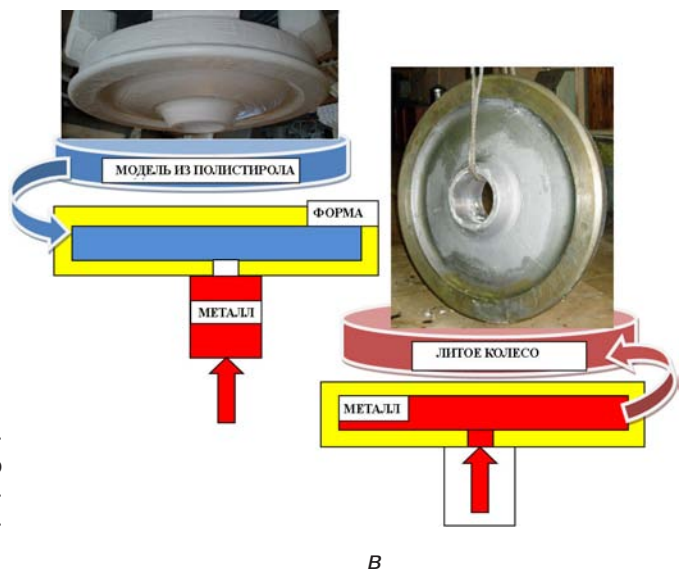 МОДЕЛЬ ИЗ ПОЛИСТИРОЛА
ФОРМА
МЕТАЛЛ
ЛИТОЕ КОЛЕСО
МЕТАЛЛ
в